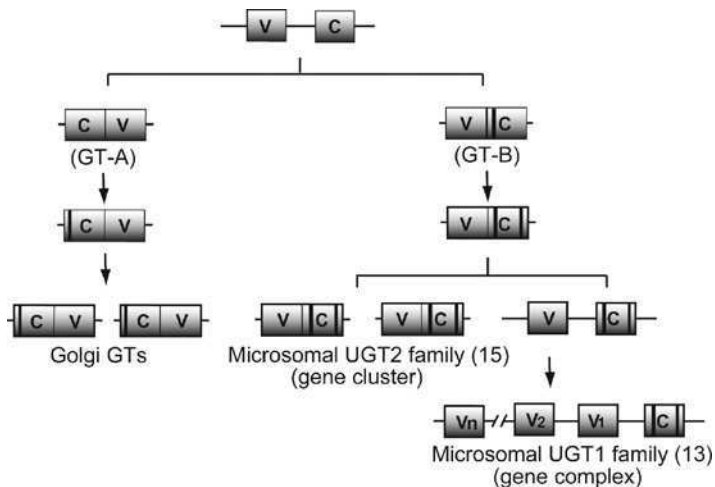 V C
C V V C
(GT-A) (GT-B)
C V V C
C V C V V C V C V C
Golgi GTs Microsomal UGT2 family (15)
(gene cluster)
Vn V2 V1 C
Microsomal UGT1 family (13)
(gene complex)